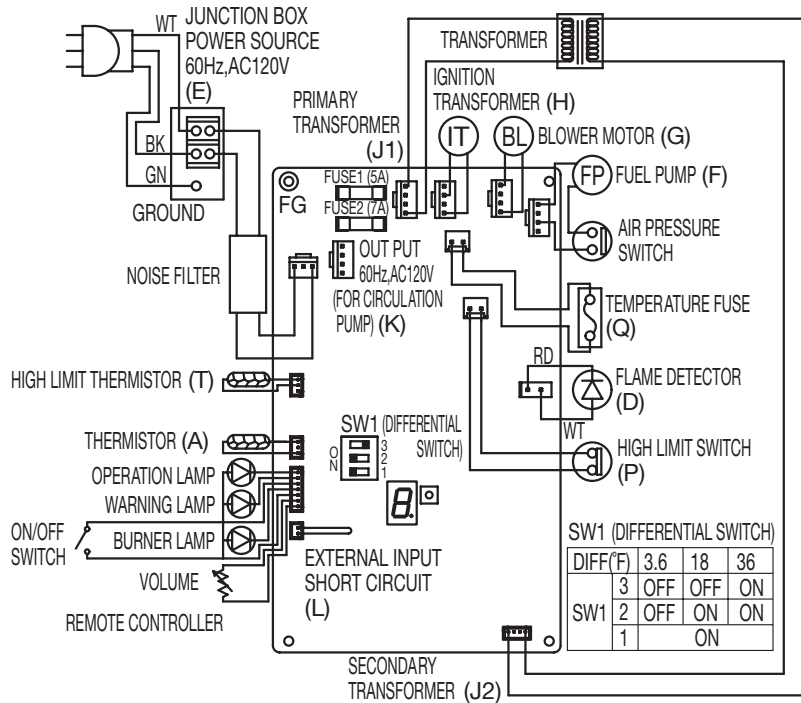 WT
JUNCTION BOX
POWER SOURCE
60Hz,AC120V
(E)
BK
GN
GROUND
NOISE FILTER
PRIMARY
TRANSFORMER
(J1)
TRANSFORMER
IGNITION
TRANSFORMER (H)
IT
BL
BLOWER MOTOR (G)
FP
FUEL PUMP (F)
AIR PRESSURE
SWITCH
FG
FUSE1 (5A)
FUSE2 (7A)
OUT PUT
60Hz,AC120V
(FOR CIRCULATION
PUMP) (K)
TEMPERATURE FUSE
(Q)
RD
FLAME DETECTOR
(D)
WT
HIGH LIMIT SWITCH
(P)
HIGH LIMIT THERMISTOR (T)
THERMISTOR (A)
OPERATION LAMP
WARNING LAMP
ON/OFF
SWITCH
BURNER LAMP
VOLUME
REMOTE CONTROLLER
SW1 (DIFFERENTIAL
SWITCH)
ON
3
2
1
8.
EXTERNAL INPUT
SHORT CIRCUIT
(L)
SECONDARY
TRANSFORMER (J2)
SW1 (DIFFERENTIAL SWITCH)
DIFF(°F) 3.6 18 36
SW1
3 OFF OFF ON
2 OFF ON ON
1 ON